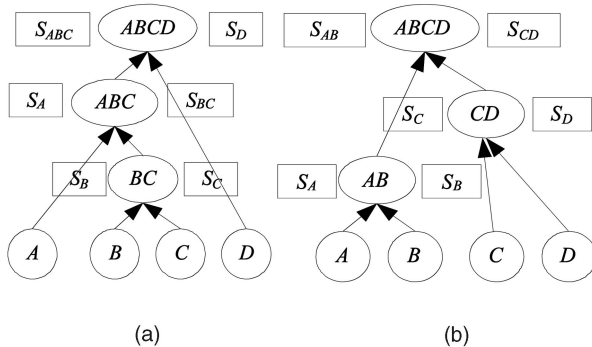 S_ABC ABCD S_D S_AB ABCD S_CD
S_A ABC S_BC S_C CD S_D
S_B BC S_C S_A AB S_B
A B C D A B C D
(a) (b)